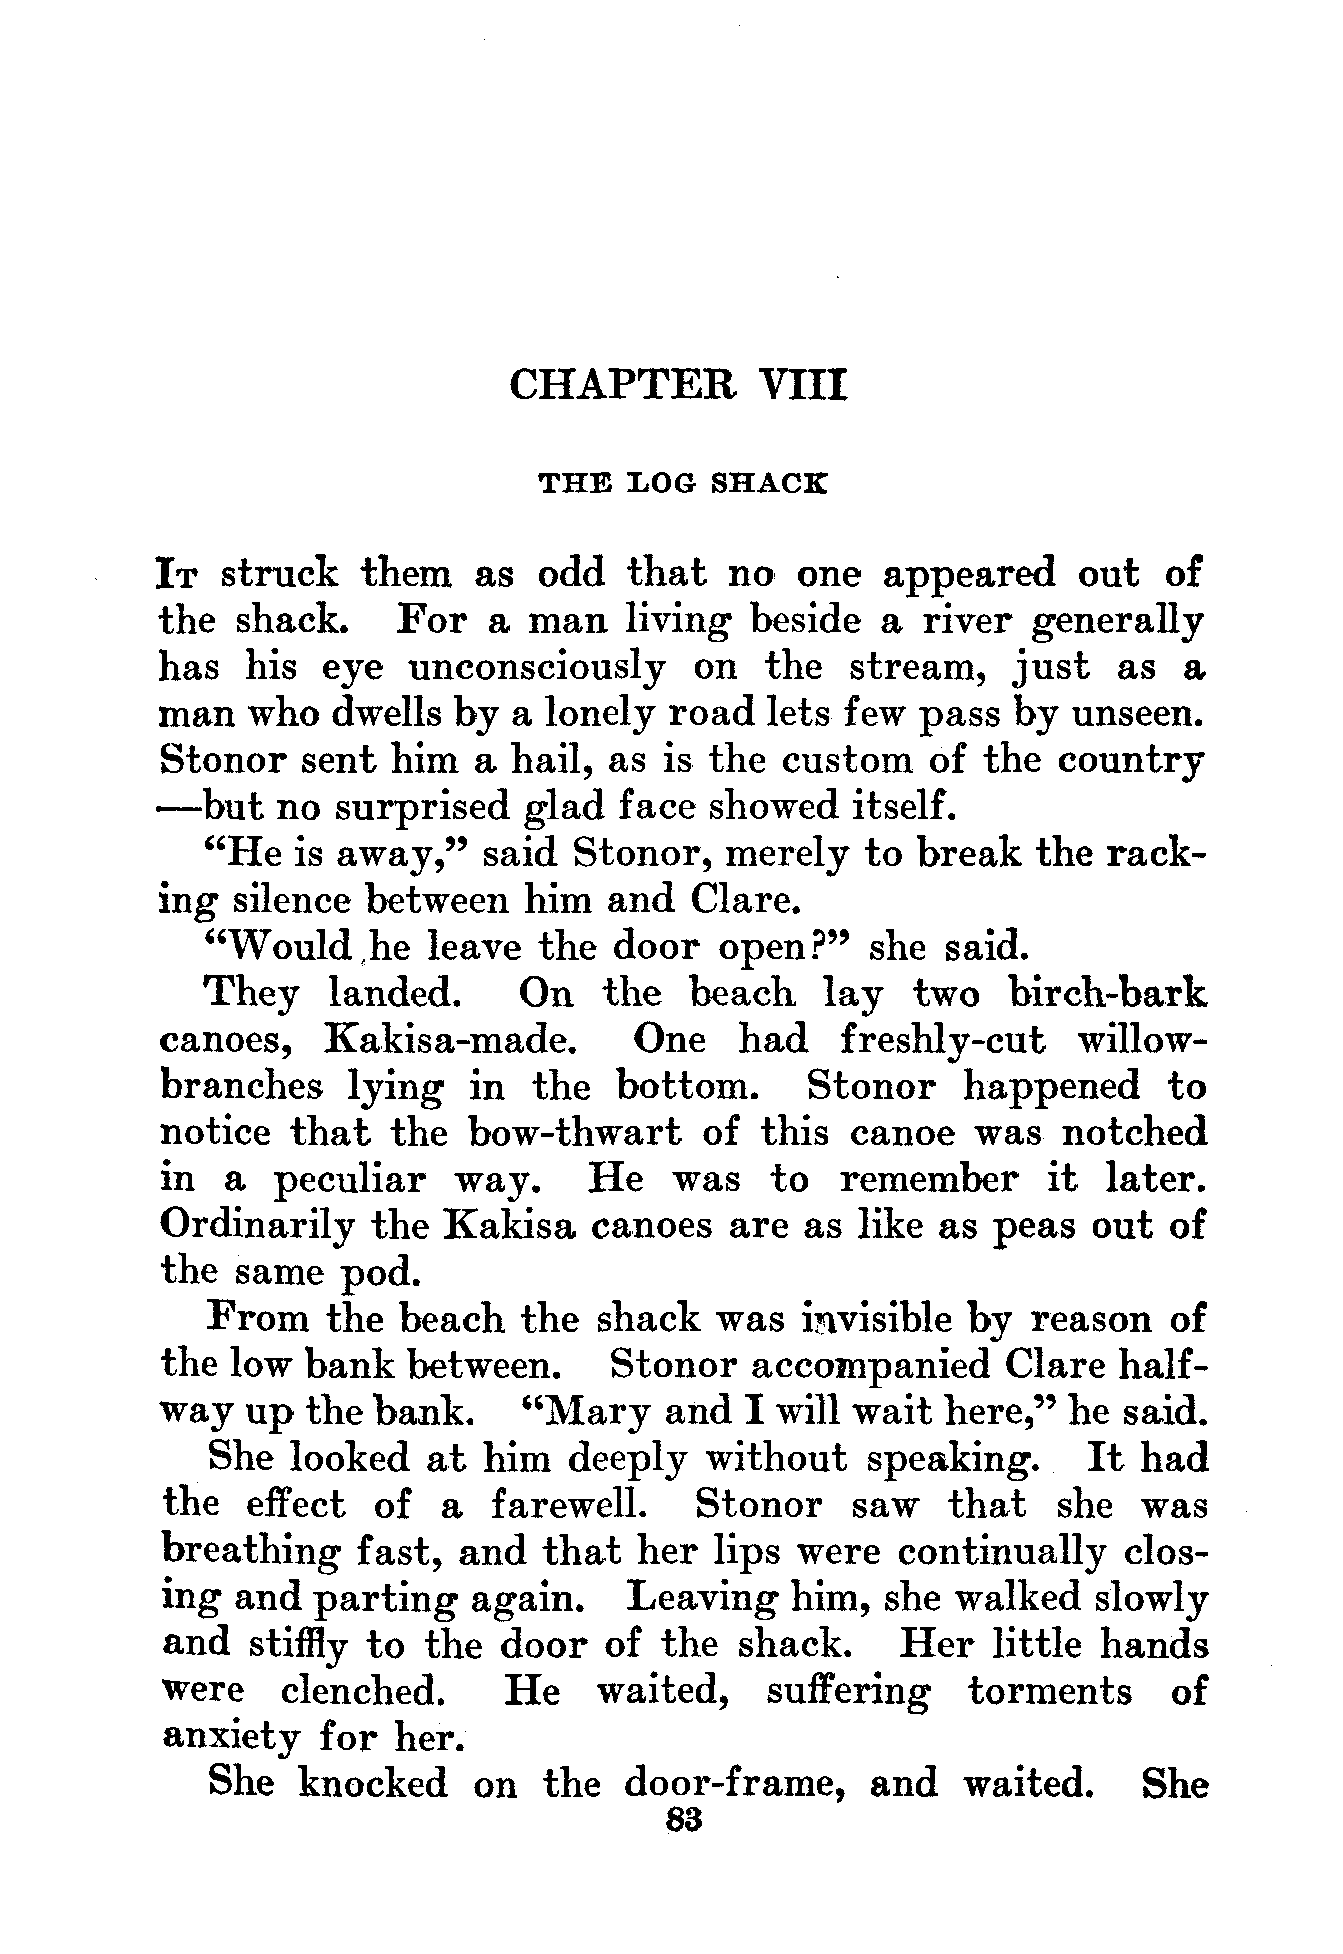 CHAPTER VIII
THE LOG SHACK
IT struck them as odd that no one appeared out of
the shack. For a man living beside a river generally
has his eye unconsciously on the stream, just as a
man who dwells by a lonely road lets few pass by unseen.
Stonor sent him a hail, as is the custom of the country
—but no surprised glad face showed itself.
“He is away,” said Stonor, merely to break the rack-
ing silence between him and Clare.
“Would he leave the door open?” she said.
They landed. On the beach lay two birch-bark
canoes, Kakisa-made. One had freshly-cut willow-
branches lying in the bottom. Stonor happened to
notice that the bow-thwart of this canoe was notched
in a peculiar way. He was to remember it later.
Ordinarily the Kakisa canoes are as like as peas out of
the same pod.
From the beach the shack was invisible by reason of
the low bank between. Stonor accompanied Clare half-
way up the bank. “Mary and I will wait here,” he said.
She looked at him deeply without speaking. It had
the effect of a farewell. Stonor saw that she was
breathing fast, and that her lips were continually clos-
ing and parting again. Leaving him, she walked slowly
and stiffly to the door of the shack. Her little hands
were clenched. He waited, suffering torments of
anxiety for her.
She knocked on the door-frame, and waited. She
83